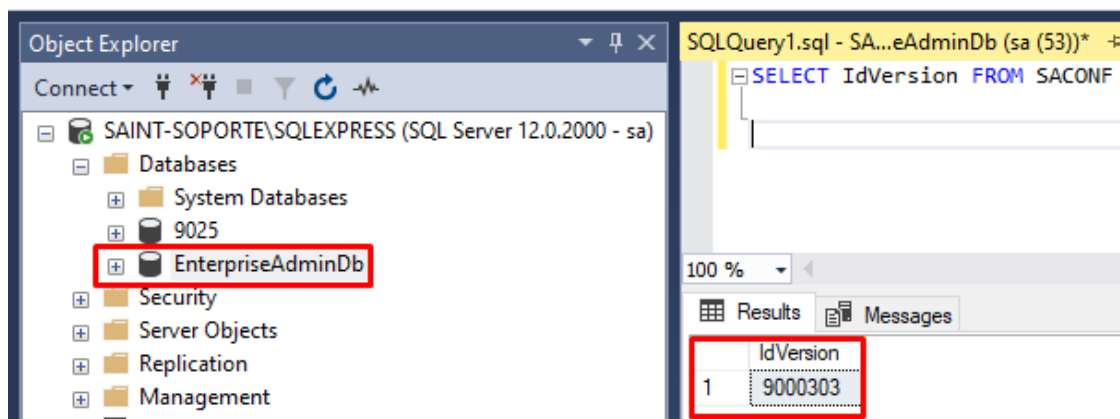 Object Explorer
Connect
SAINT-SOPORTE\SQLEXPRESS (SQL Server 12.0.2000 - sa)
Databases
System Databases
9025
EnterpriseAdminDb
Security
Server Objects
Replication
Management
SQLQuery1.sql - SA...eAdminDb (sa (53))*
SELECT IdVersion FROM SACONF
100 %
Results
Messages
IdVersion
1 9000303